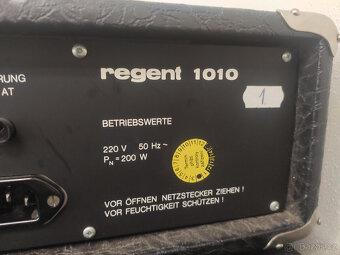 regent 1010
RUNG
AT
1
BETRIEBSWERTE
220 V 50 Hz ~
PN = 200 W
VOR ÖFFNEN NETZSTECKER ZIEHEN !
VOR FEUCHTIGKEIT SCHÜTZEN !